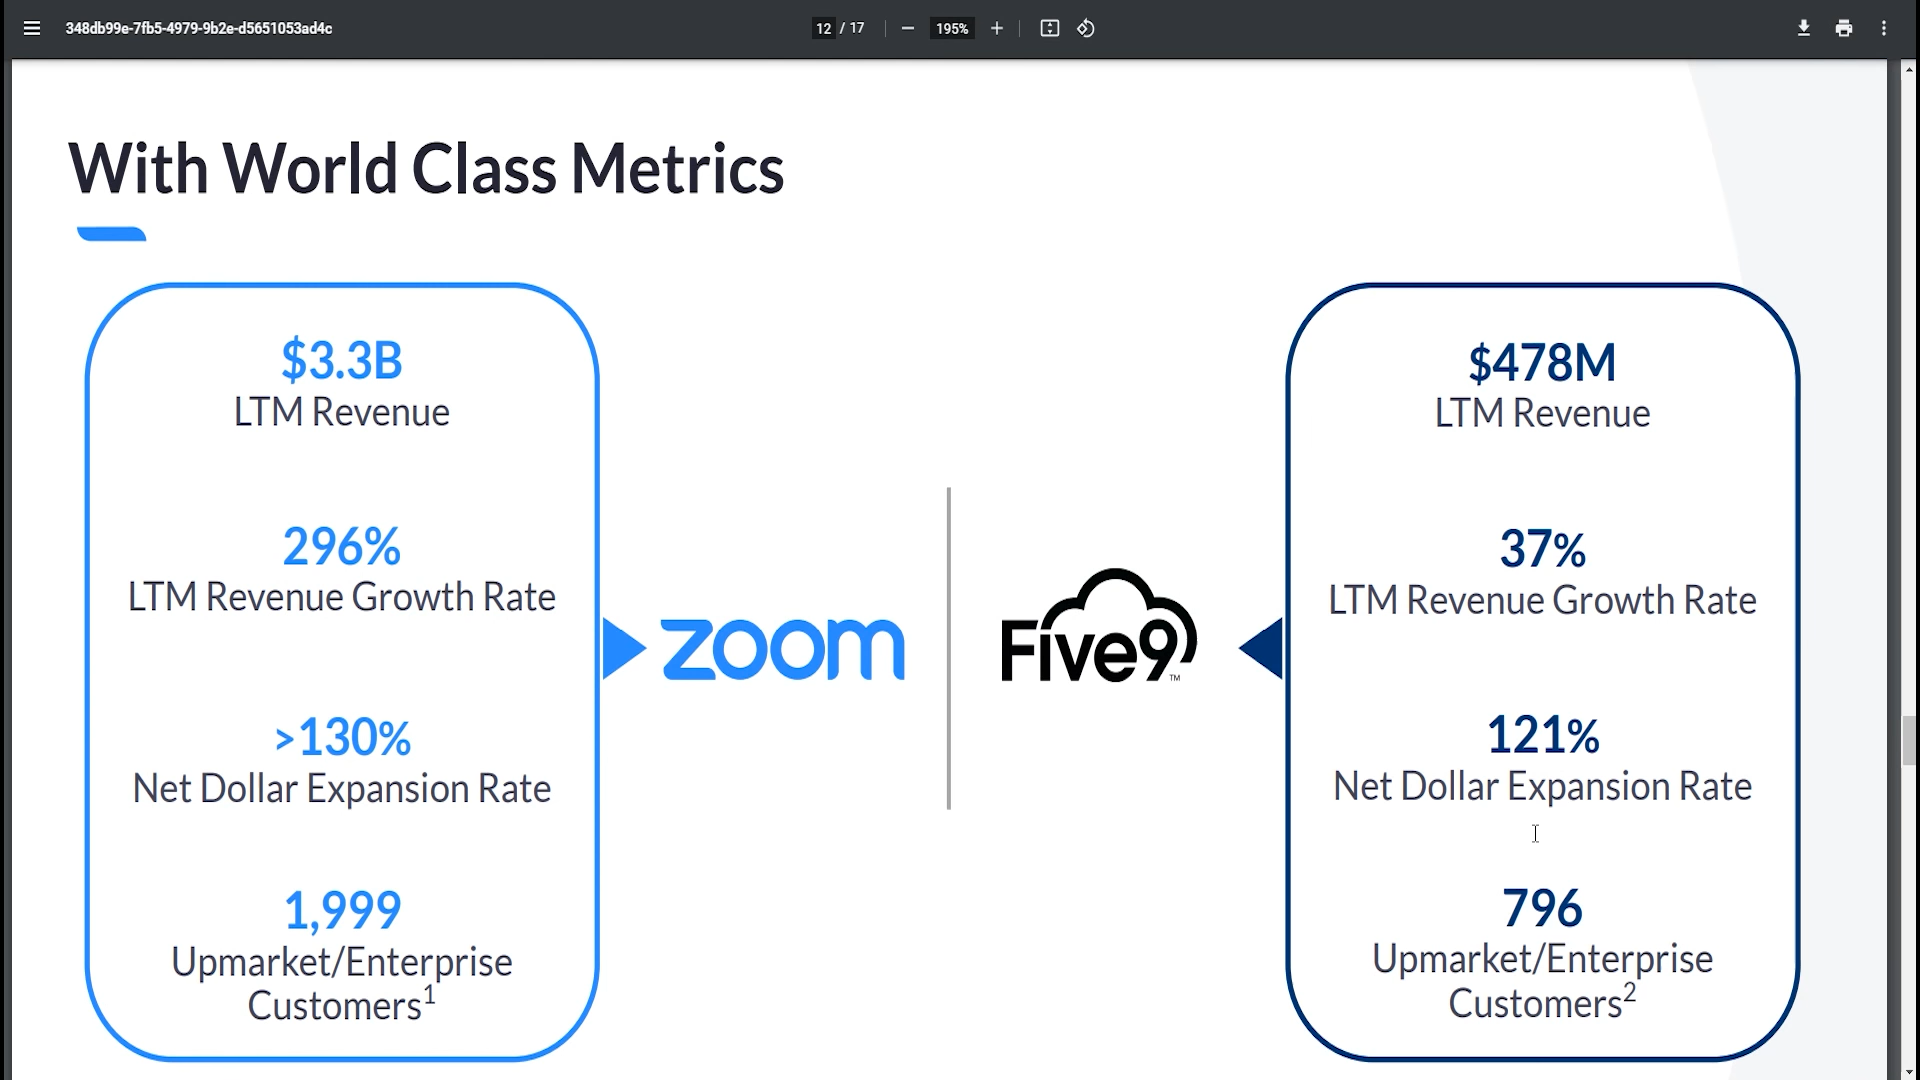 348db99e-7fb5-4979-9b2e-d5651053ad4c
12 / 17
195%
With World Class Metrics
$3.3B
LTM Revenue
296%
LTM Revenue Growth Rate
>130%
Net Dollar Expansion Rate
1,999
Upmarket/Enterprise
Customers1
zoom
Five9™
$478M
LTM Revenue
37%
LTM Revenue Growth Rate
121%
Net Dollar Expansion Rate
796
Upmarket/Enterprise
Customers2